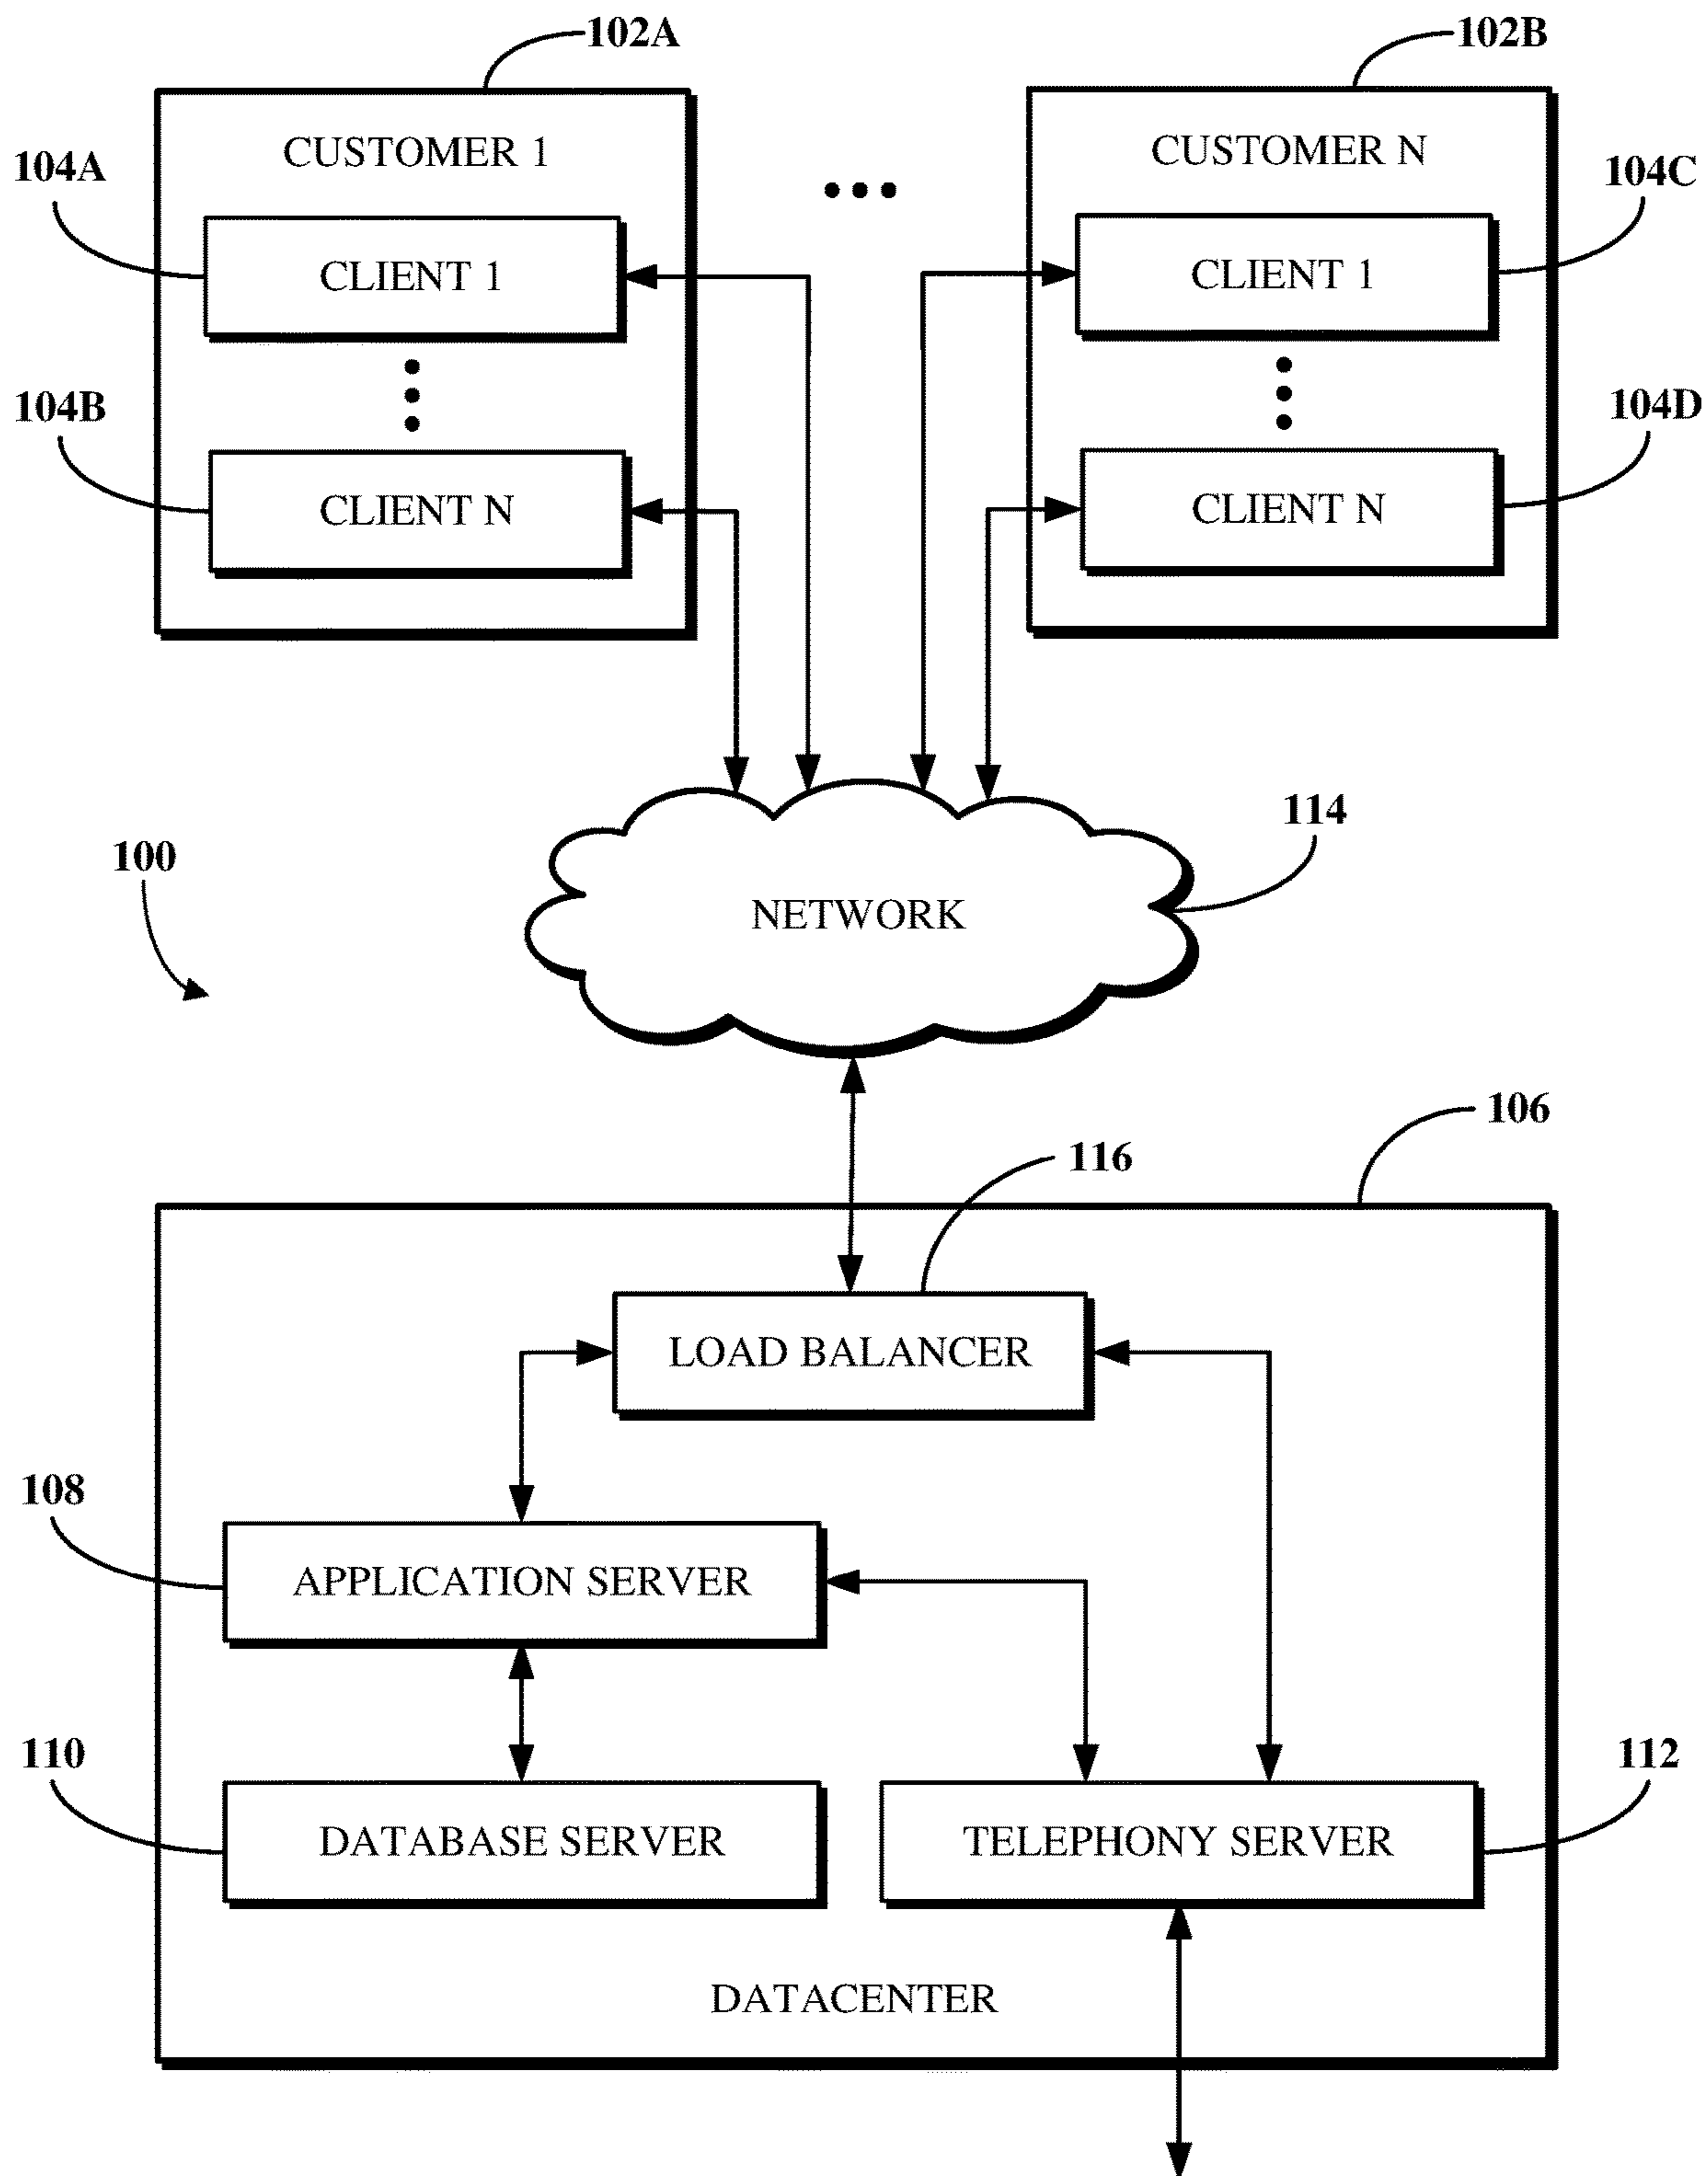 102A
102B
CUSTOMER 1
CUSTOMER N
104A
104C
CLIENT 1
CLIENT 1
104B
104D
CLIENT N
CLIENT N
114
100
NETWORK
106
116
LOAD BALANCER
108
APPLICATION SERVER
110
112
DATABASE SERVER
TELEPHONY SERVER
DATACENTER